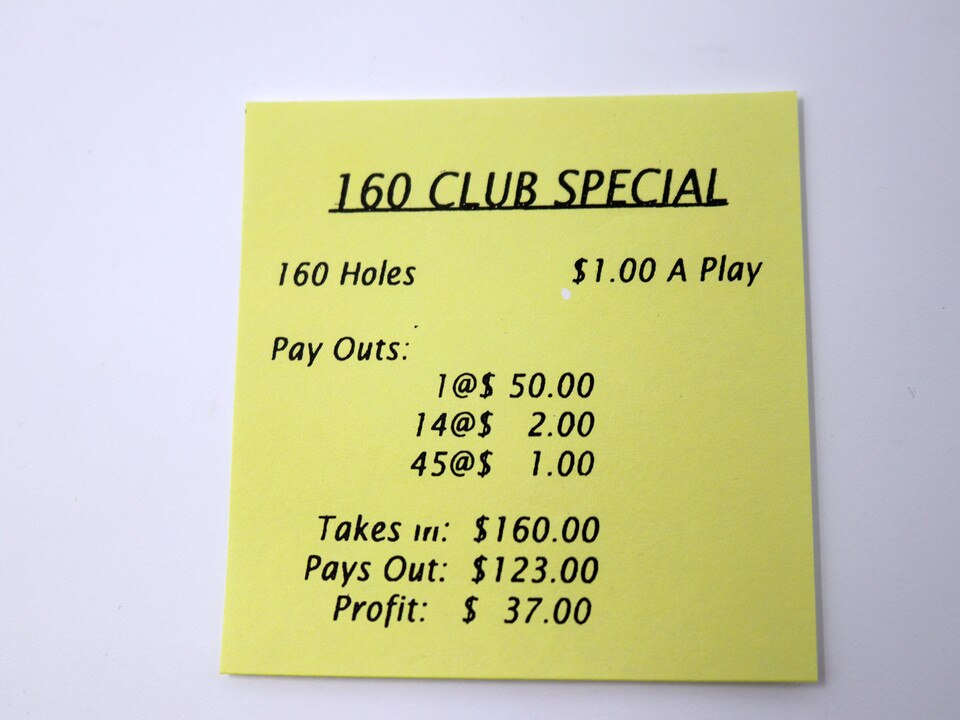 160 CLUB SPECIAL
160 Holes $1.00 A Play
Pay Outs:
1@$ 50.00
14@$ 2.00
45@$ 1.00
Takes in: $160.00
Pays Out: $123.00
Profit: $ 37.00